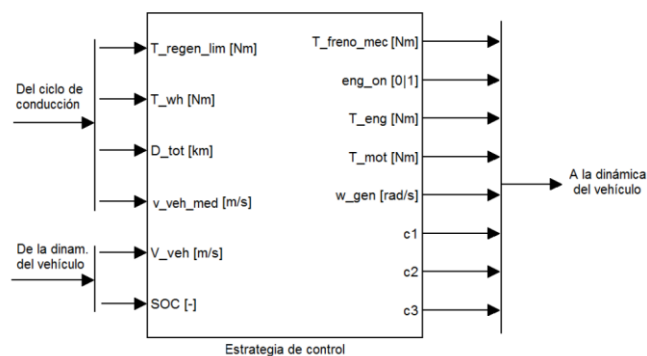 Del ciclo de
conducción
De la dinam.
del vehículo
T_regen_lim [Nm]
T_wh [Nm]
D_tot [km]
v_veh_med [m/s]
V_veh [m/s]
SOC [-]
T_freno_mec [Nm]
eng_on [0|1]
T_eng [Nm]
T_mot [Nm]
w_gen [rad/s]
c1
c2
c3
A la dinámica
del vehículo
Estrategia de control